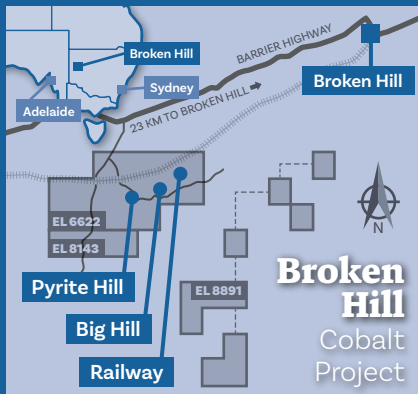 Broken Hill
Sydney
Adelaide
BARRIER HIGHWAY
Broken Hill
23 KM TO BROKEN HILL
EL 6622
EL 8143
EL 8891
N
Pyrite Hill
Big Hill
Railway
Broken
Hill
Cobalt
Project